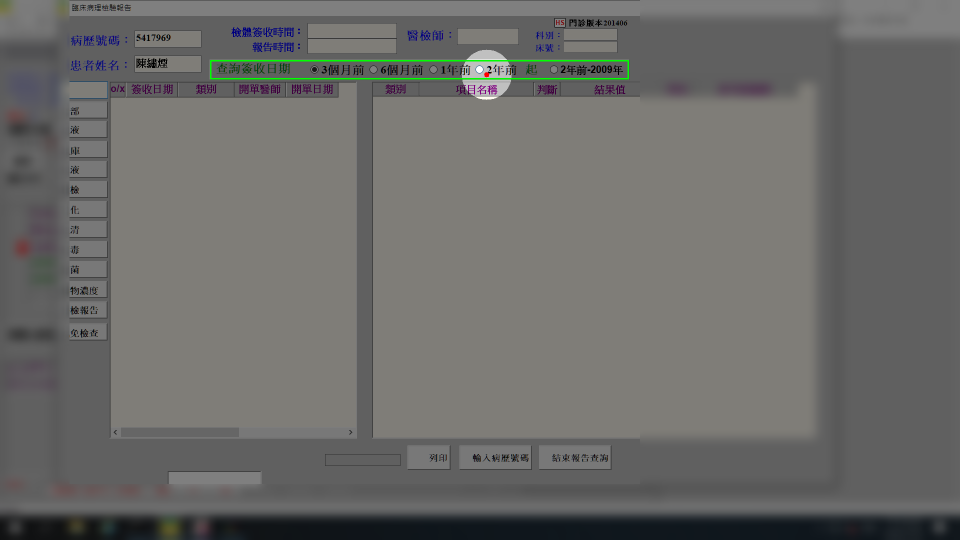 臨床病理檢驗報告
HS 門診版本201406
病歷號碼： 5417969 檢體簽收時間： 醫檢師： 科別：
報告時間： 床號：
患者姓名： 陳繡煙
查詢簽收日期 3個月前 6個月前 1年前 2年前 起 2年前-2009年
o/x 簽收日期 類別 開單醫師 開單日期 類別 項目名稱 判斷 結果值
部
液
庫
液
檢
化
清
毒
菌
物濃度
檢報告
免檢查
列印 輸入病歷號碼 結束報告查詢